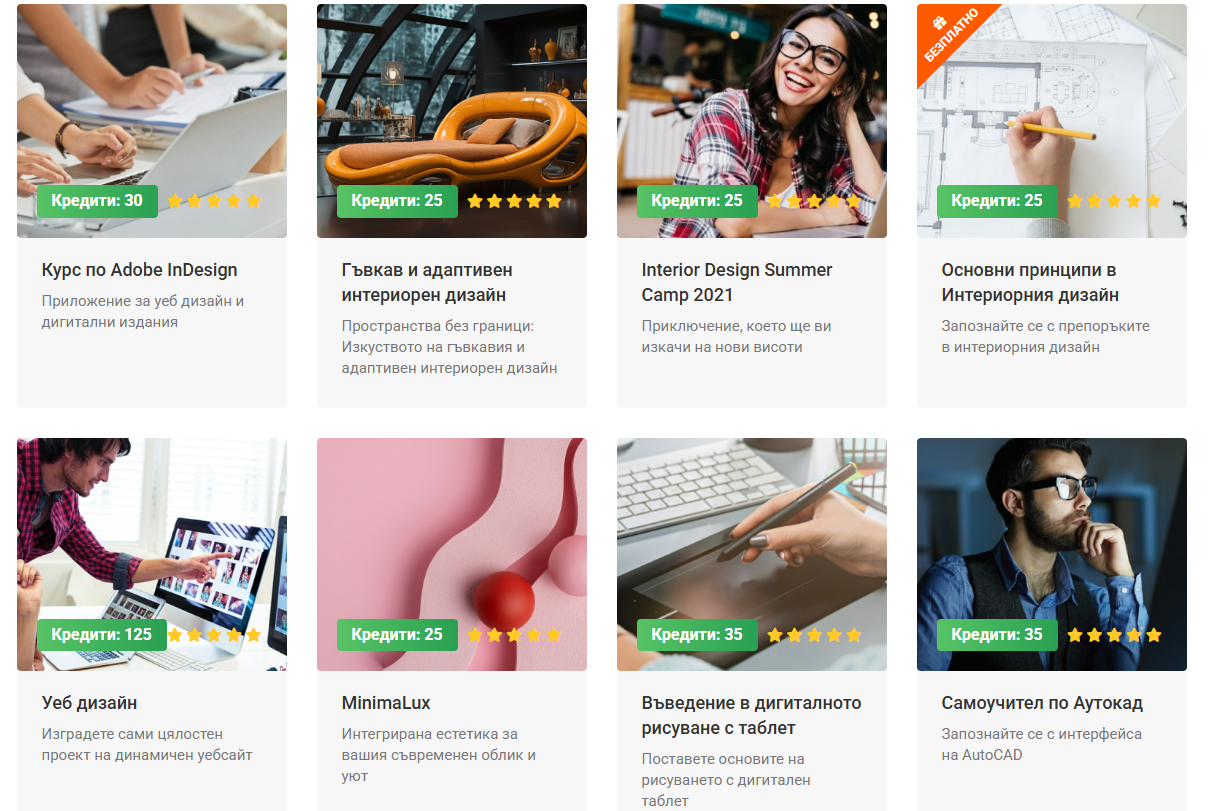 БЕЗПЛАТНО
Кредити: 30
Кредити: 25
Кредити: 25
Кредити: 25
Курс по Adobe InDesign
Приложение за уеб дизайн и
дигитални издания
Гъвкав и адаптивен
интериорен дизайн
Пространства без граници:
Изкуството на гъвкавия и
адаптивен интериорен дизайн
Interior Design Summer
Camp 2021
Приключение, което ще ви
изкачи на нови висоти
Основни принципи в
Интериорния дизайн
Запознайте се с препоръките
в интериорния дизайн
Кредити: 125
Кредити: 25
Кредити: 35
Кредити: 35
Уеб дизайн
Изградете сами цялостен
проект на динамичен уебсайт
MinimaLux
Интегрирана естетика за
вашия съвременен облик и
уют
Въведение в дигиталното
рисуване с таблет
Поставете основите на
рисуването с дигитален
таблет
Самоучител по Аутокад
Запознайте се с интерфейса
на AutoCAD